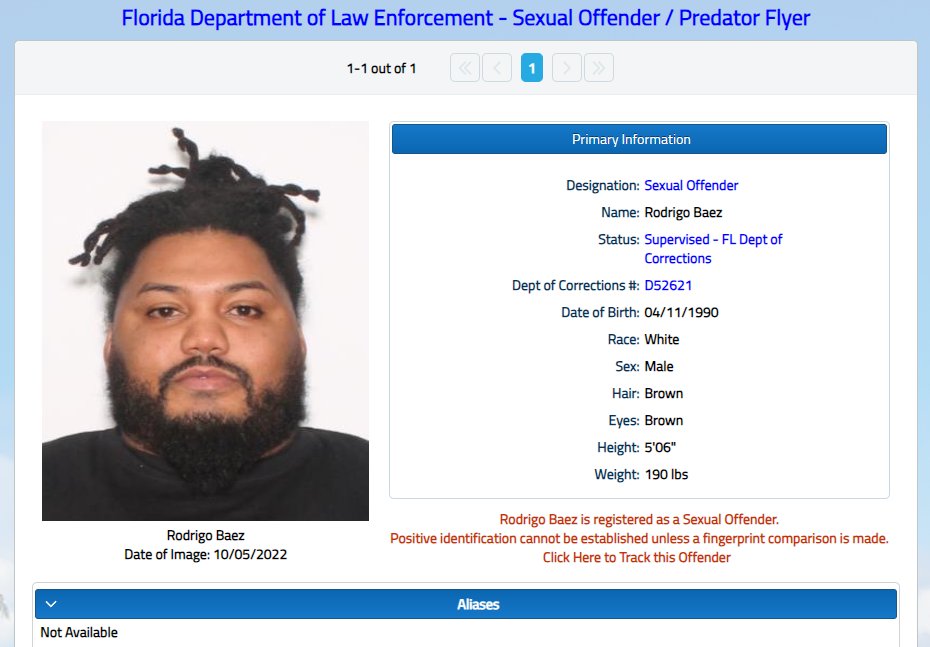 Florida Department of Law Enforcement - Sexual Offender / Predator Flyer
1-1 out of 1
1
Primary Information
Designation: Sexual Offender
Name: Rodrigo Baez
Status: Supervised - FL Dept of
Corrections
Dept of Corrections #: D52621
Date of Birth: 04/11/1990
Race: White
Sex: Male
Hair: Brown
Eyes: Brown
Height: 5'06"
Weight: 190 lbs
Rodrigo Baez
Date of Image: 10/05/2022
Rodrigo Baez is registered as a Sexual Offender.
Positive identification cannot be established unless a fingerprint comparison is made.
Click Here to Track this Offender
Aliases
Not Available